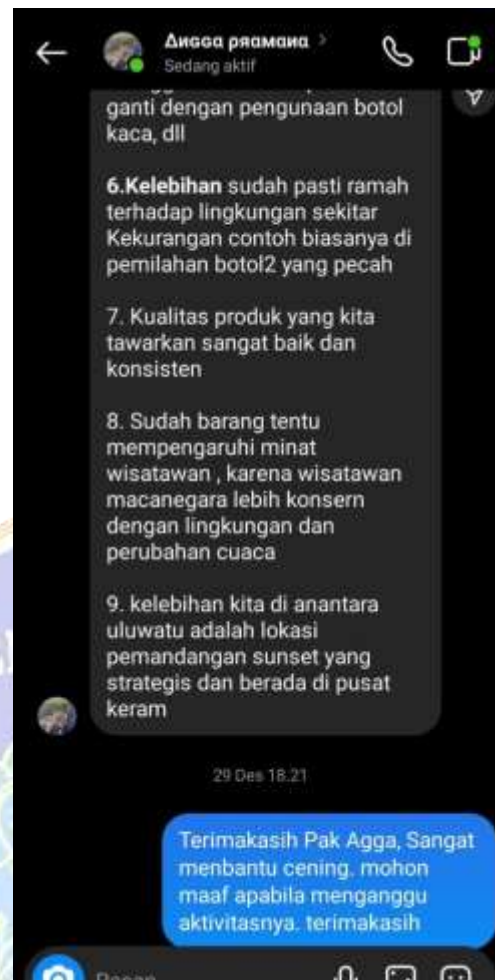 Δиgga ряамана >
Sedang aktif
ganti dengan pengunaan botol
kaca, dll
6.Kelebihan sudah pasti ramah
terhadap lingkungan sekitar
Kekurangan contoh biasanya di
pemilahan botol2 yang pecah
7. Kualitas produk yang kita
tawarkan sangat baik dan
konsisten
8. Sudah barang tentu
mempengaruhi minat
wisatawan , karena wisatawan
macanegara lebih konsern
dengan lingkungan dan
perubahan cuaca
9. kelebihan kita di anantara
uluwatu adalah lokasi
pemandangan sunset yang
strategis dan berada di pusat
keram
29 Des 18.21
Terimakasih Pak Agga, Sangat
menbantu cening. mohon
maaf apabila menganggu
aktivitasnya. terimakasih